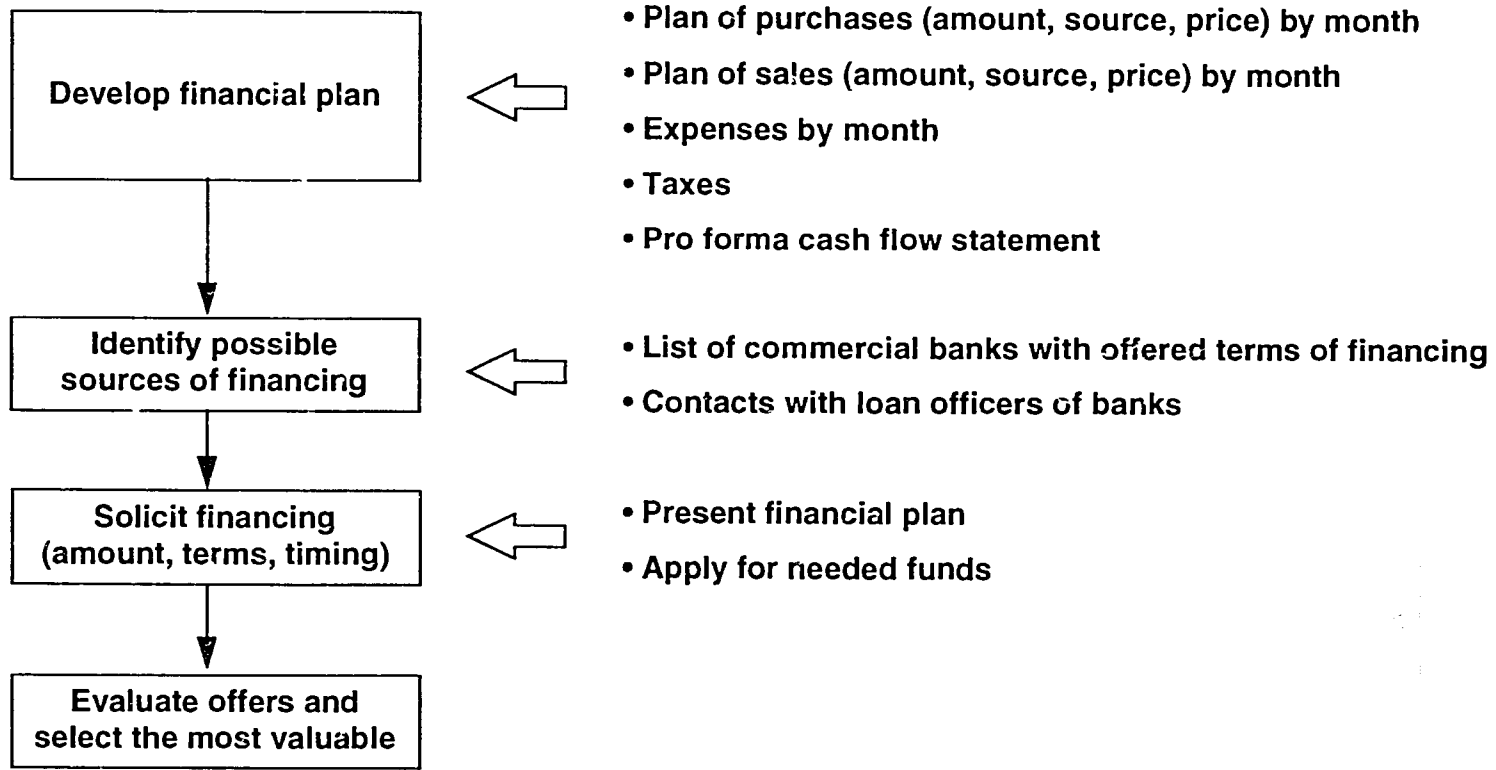 • Plan of purchases (amount, source, price) by month
Develop financial plan
• Plan of sales (amount, source, price) by month
• Expenses by month
• Taxes
• Pro forma cash flow statement
Identify possible
sources of financing
• List of commercial banks with offered terms of financing
• Contacts with loan officers of banks
Solicit financing
(amount, terms, timing)
• Present financial plan
• Apply for needed funds
Evaluate offers and
select the most valuable